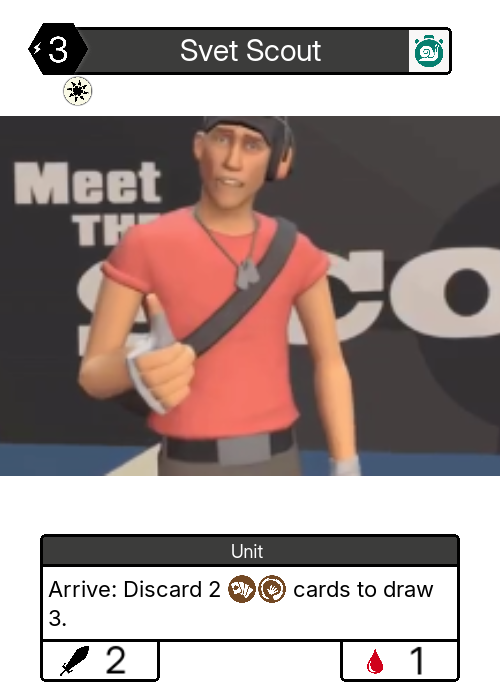 3
Svet Scout
Meet
THE
SCO
Unit
Arrive: Discard 2 cards to draw
3.
2
1